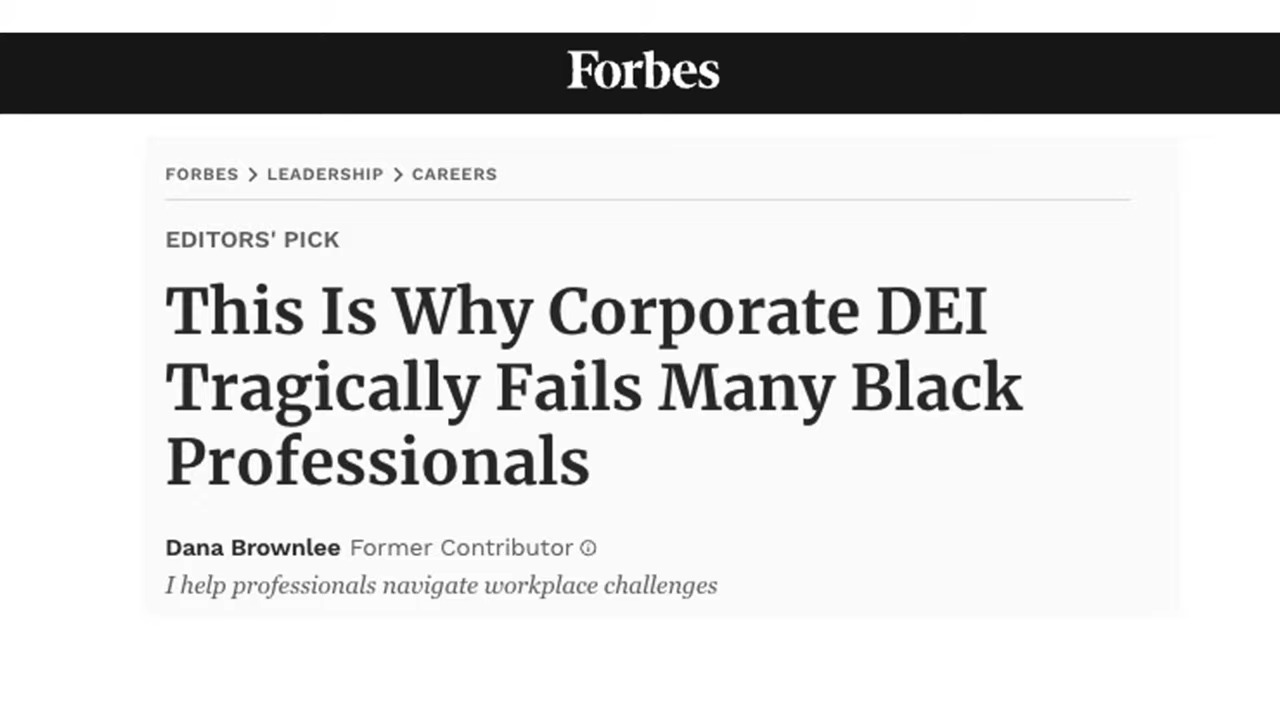 Forbes
FORBES > LEADERSHIP > CAREERS
EDITORS' PICK
This Is Why Corporate DEI
Tragically Fails Many Black
Professionals
Dana Brownlee Former Contributor ⓘ
I help professionals navigate workplace challenges